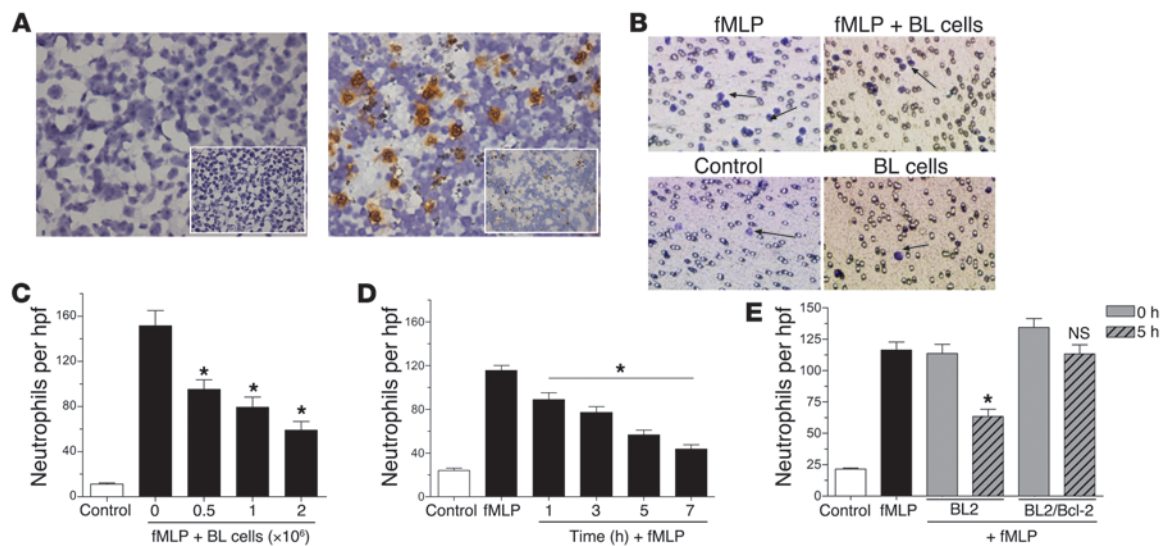 A
B
fMLP
fMLP + BL cells
Control
BL cells
C
Neutrophils per hpf
160
120
80
40
0
*
*
*
Control
0
0.5
1
2
fMLP + BL cells (×10⁶)
D
Neutrophils per hpf
160
120
80
40
0
*
Control
fMLP
1
3
5
7
Time (h) + fMLP
E
Neutrophils per hpf
150
125
100
75
50
25
0
0 h
5 h
*
NS
Control
fMLP
BL2
BL2/Bcl-2
+ fMLP